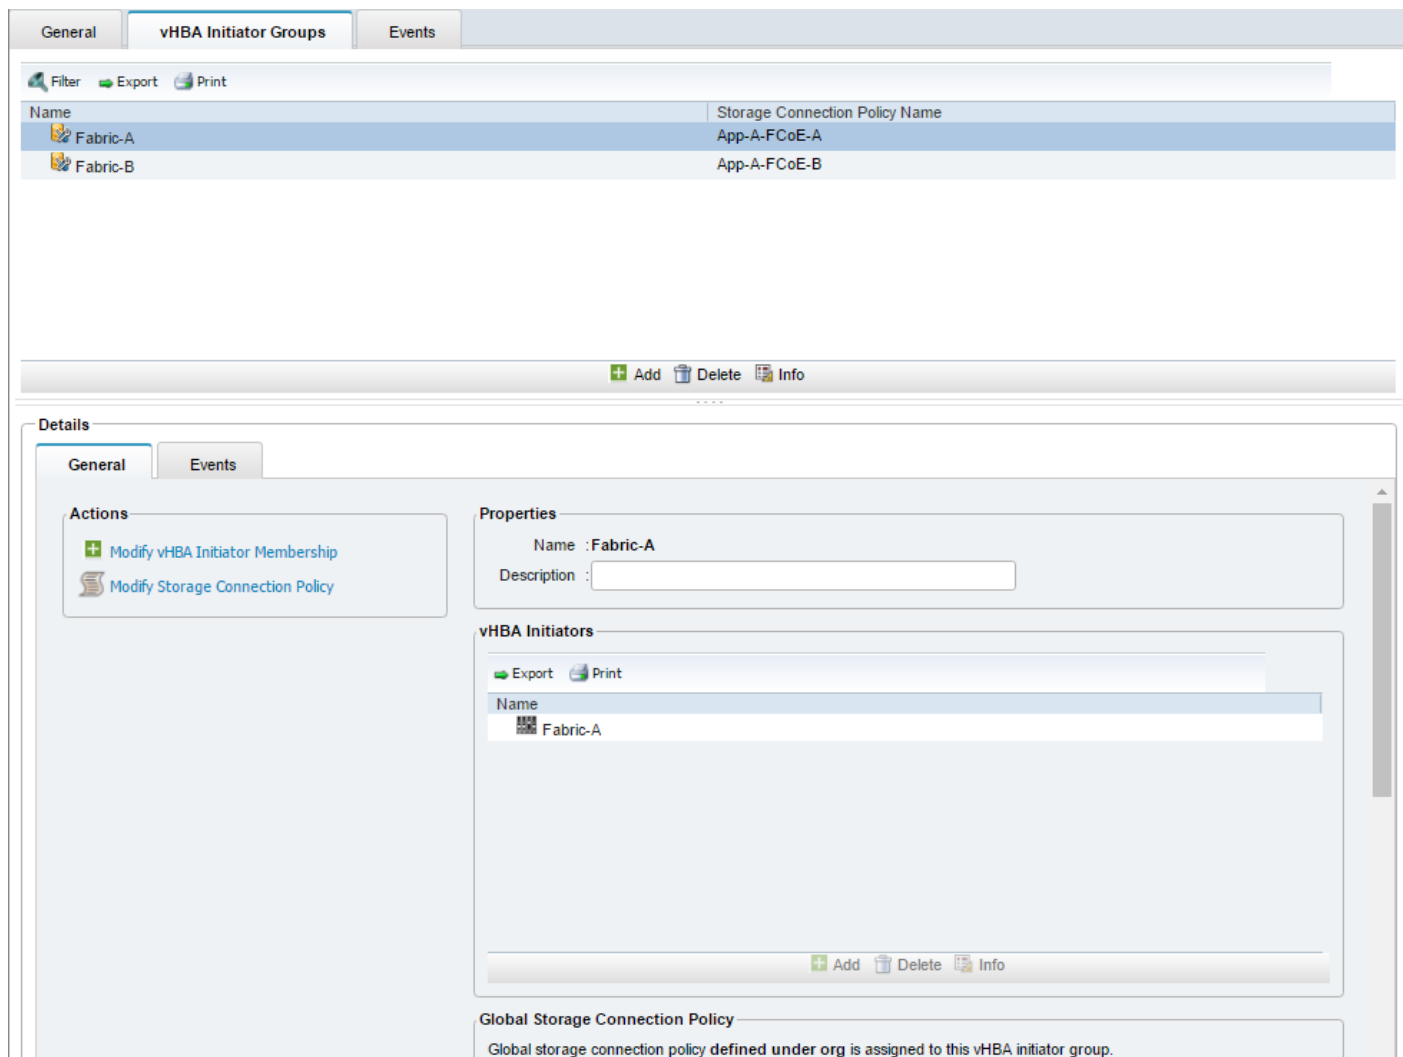 General vHBA Initiator Groups Events
Filter Export Print
Name Storage Connection Policy Name
Fabric-A App-A-FCoE-A
Fabric-B App-A-FCoE-B
Add Delete Info
Details
General Events
Actions
Modify vHBA Initiator Membership
Modify Storage Connection Policy
Properties
Name : Fabric-A
Description :
vHBA Initiators
Export Print
Name
Fabric-A
Add Delete Info
Global Storage Connection Policy
Global storage connection policy defined under org is assigned to this vHBA initiator group.